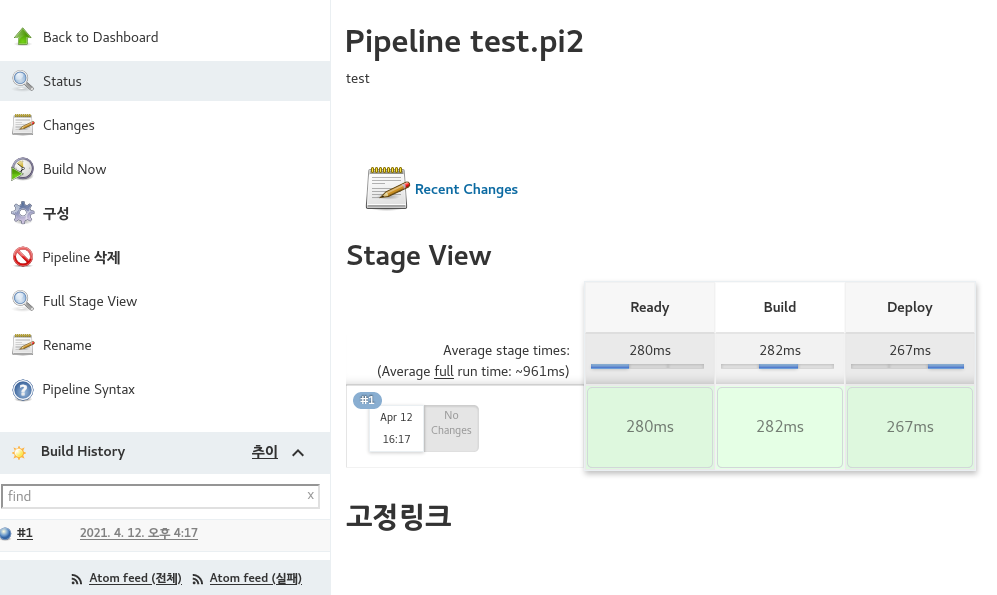 Back to Dashboard
Status
Changes
Build Now
구성
Pipeline 삭제
Full Stage View
Rename
Pipeline Syntax
Build History 추이
find x
#1 2021. 4. 12. 오후 4:17
Atom feed (전체) Atom feed (실패)
Pipeline test.pi2
test
Recent Changes
Stage View
Ready Build Deploy
Average stage times: 280ms 282ms 267ms
(Average full run time: ~961ms)
#1
Apr 12
16:17
No
Changes
280ms 282ms 267ms
고정링크